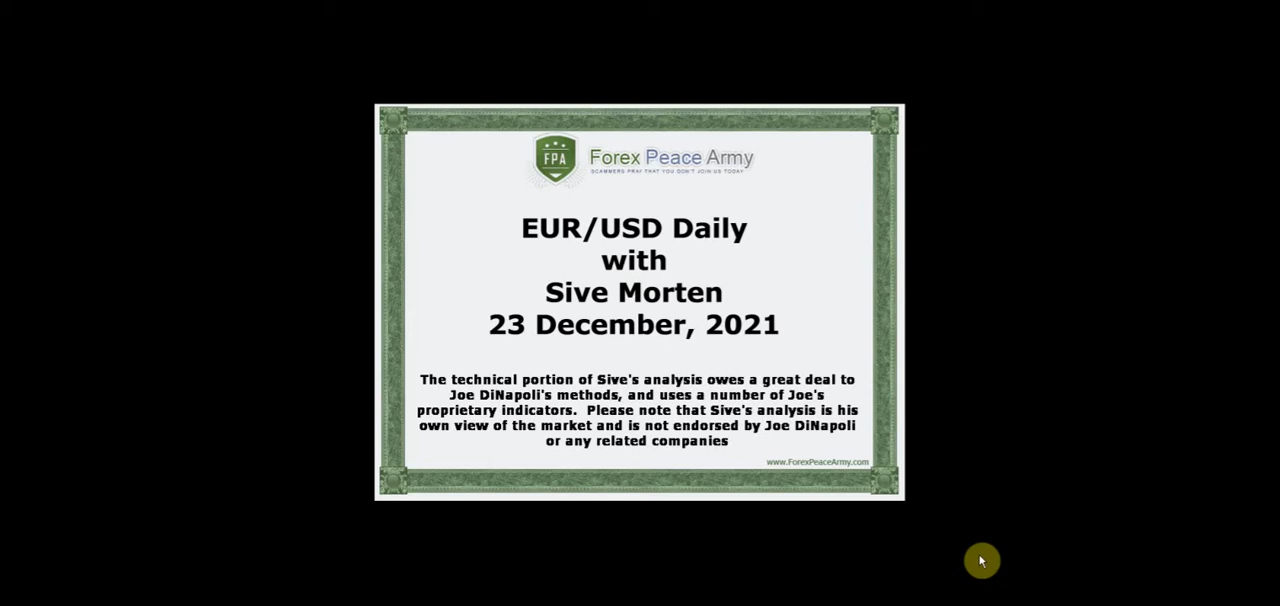 FPA
Forex Peace Army
SCAMMERS PRAY THAT YOU DON'T JOIN US TODAY
EUR/USD Daily
with
Sive Morten
23 December, 2021
The technical portion of Sive's analysis owes a great deal to
Joe DiNapoli's methods, and uses a number of Joe's
proprietary indicators.  Please note that Sive's analysis is his
own view of the market and is not endorsed by Joe DiNapoli
or any related companies
www.ForexPeaceArmy.com